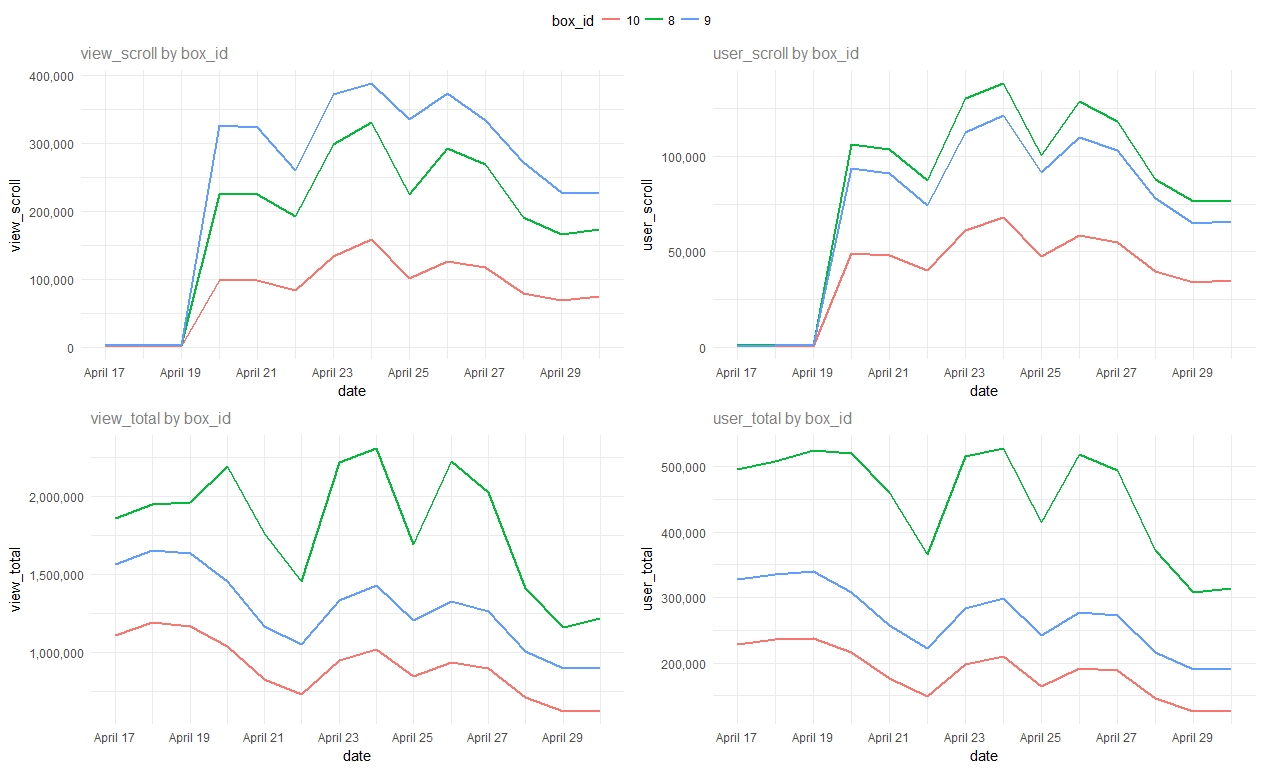 box_id 10 8 9
view_scroll by box_id
view_scroll
400,000
300,000
200,000
100,000
0
April 17 April 19 April 21 April 23 April 25 April 27 April 29
date
user_scroll by box_id
user_scroll
100,000
50,000
0
April 17 April 19 April 21 April 23 April 25 April 27 April 29
date
view_total by box_id
view_total
2,000,000
1,500,000
1,000,000
April 17 April 19 April 21 April 23 April 25 April 27 April 29
date
user_total by box_id
user_total
500,000
400,000
300,000
200,000
April 17 April 19 April 21 April 23 April 25 April 27 April 29
date